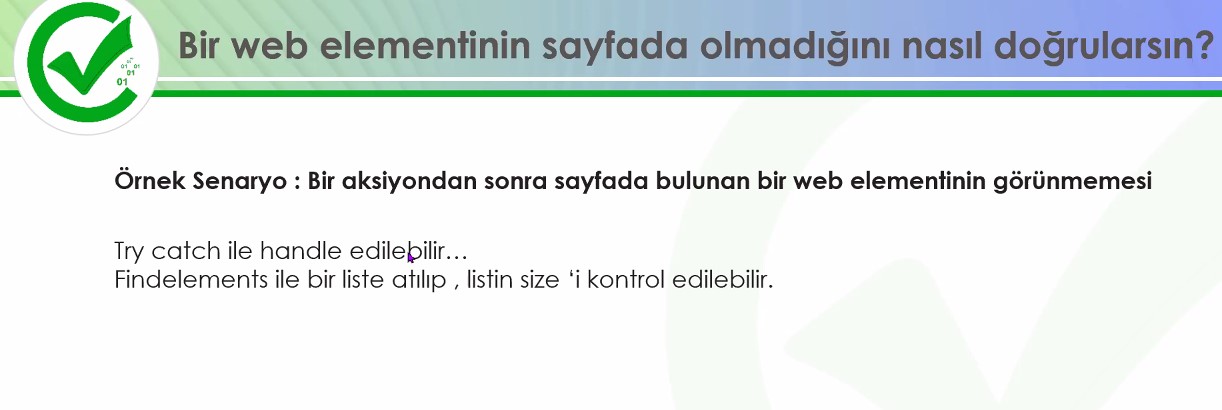 Bir web elementinin sayfada olmadığını nasıl doğrularsın?
01
01 01
01
01
Örnek Senaryo : Bir aksiyondan sonra sayfada bulunan bir web elementinin görünmemesi
Try catch ile handle edilebilir…
Findelements ile bir liste atılıp , listin size ‘i kontrol edilebilir.